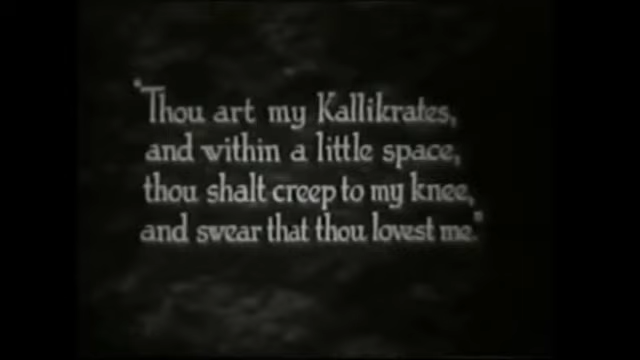 "Thou art my Kallikrates,
and within a little space,
thou shalt creep to my knee,
and swear that thou lovest me."